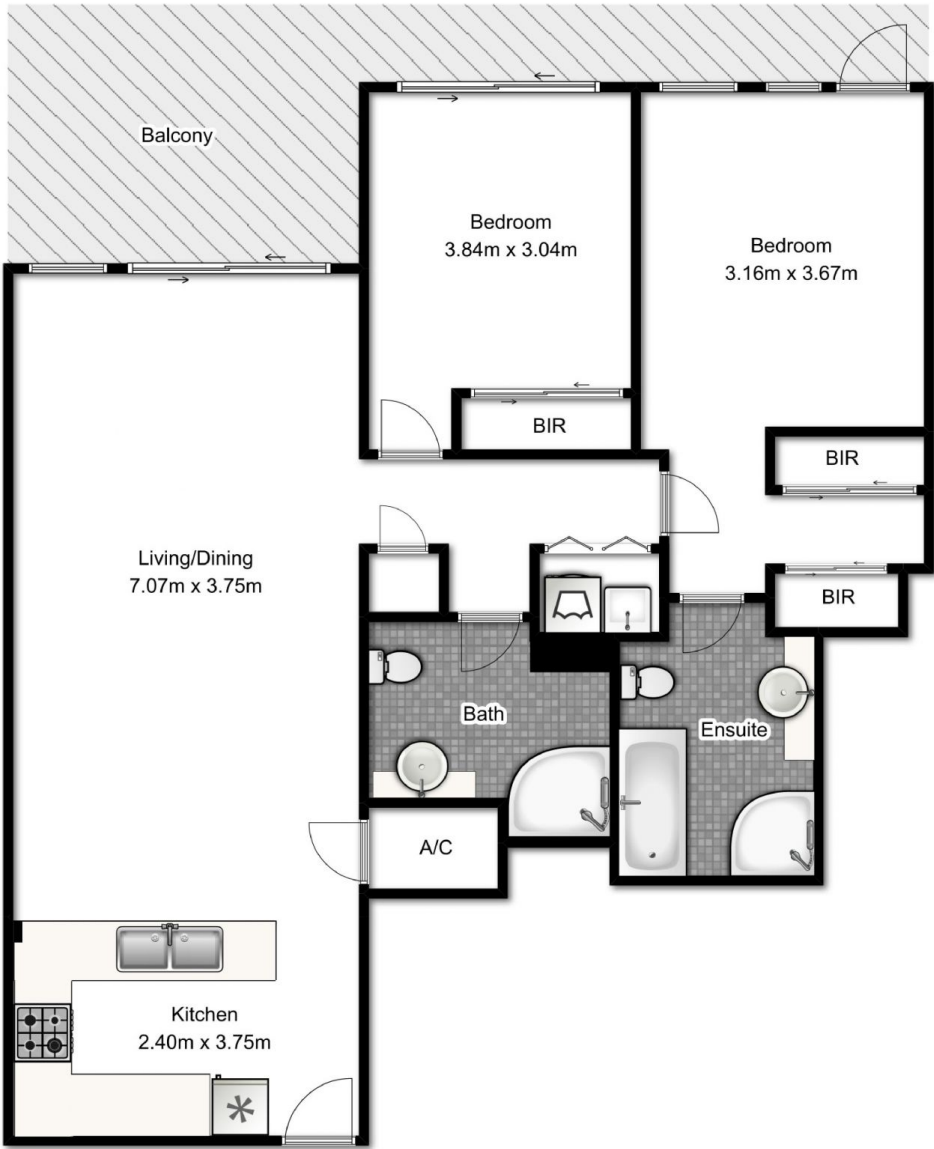 Balcony
Bedroom
3.84m x 3.04m
Bedroom
3.16m x 3.67m
BIR
BIR
Living/Dining
7.07m x 3.75m
BIR
Bath
Ensuite
A/C
Kitchen
2.40m x 3.75m